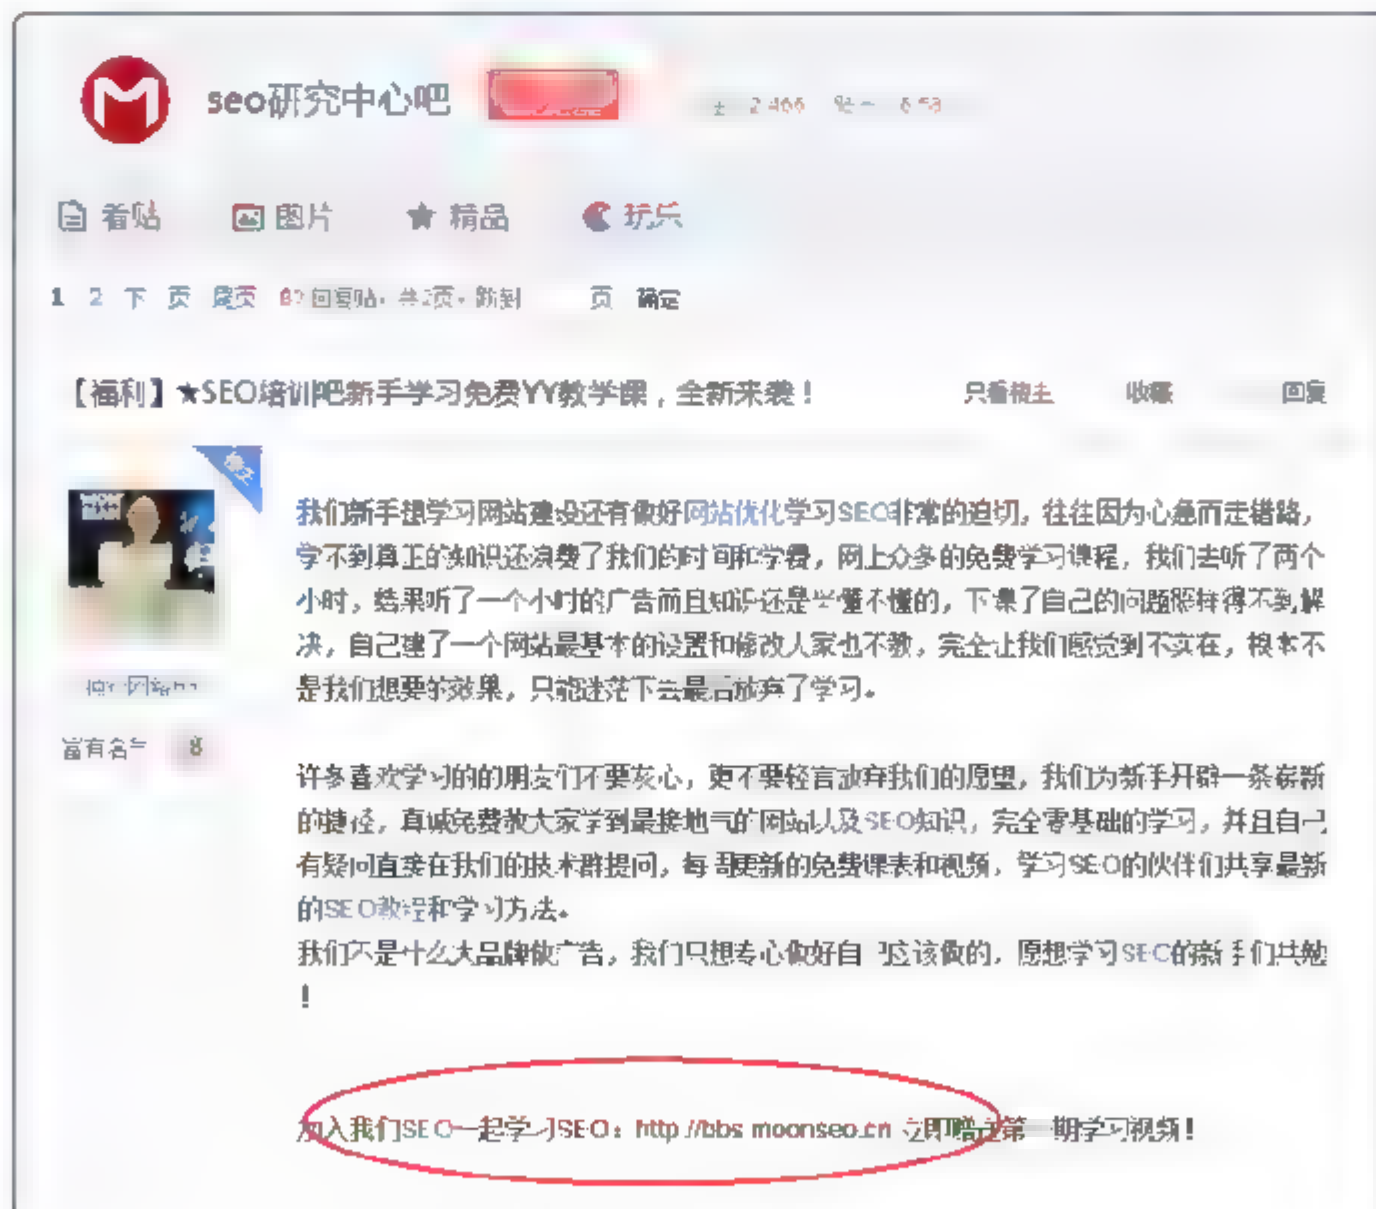 seo研究中心吧
看贴 图片 精品 玩乐
1 2 下 页 尾页 回复贴，共2页，跳到 页 确定
【福利】★SEO培训吧新手学习免费YY教学课，全新来袭！ 只看楼主 收藏 回复
我们新手想学习网站建设还有做好网站优化学习SEO非常的迫切，往往因为心急而走错路，
学不到真正的知识还浪费了我们的时间和学费，网上众多的免费学习课程，我们去听了两个
小时，结果听了一个小时的广告而且知识还是半懂不懂的，下课了自己的问题照样得不到解
决，自己建了一个网站最基本的设置和修改人家也不教，完全让我们感觉到不实在，根本不
是我们想要的效果，只能迷茫下去最后放弃了学习。
富有名气 8
许多喜欢学习的的朋友们不要灰心，更不要轻言放弃我们的愿望，我们为新手开辟一条崭新
的捷径，真诚免费教大家学到最接地气的网站以及SEO知识，完全零基础的学习，并且自己
有疑问直接在我们的技术群提问，每周更新的免费课表和视频，学习SEO的伙伴们共享最新
的SEO教程和学习方法。
我们不是什么大品牌做广告，我们只想专心做好自己应该做的，愿想学习SEO的新手们共勉
！
加入我们SEO一起学习SEO：http://bbs.moonseo.cn 立即 第 期学习视频！